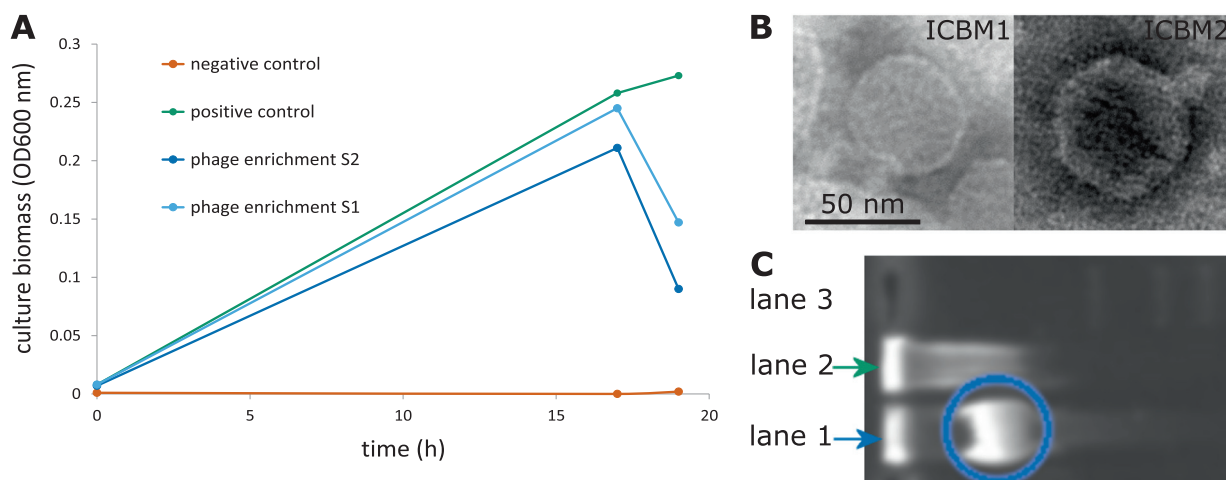 A
0.3
0.25
0.2
0.15
0.1
0.05
0
culture biomass (OD600 nm)
negative control
positive control
phage enrichment S2
phage enrichment S1
0
5
10
15
20
time (h)
B
ICBM1
ICBM2
50 nm
C
lane 3
lane 2
lane 1